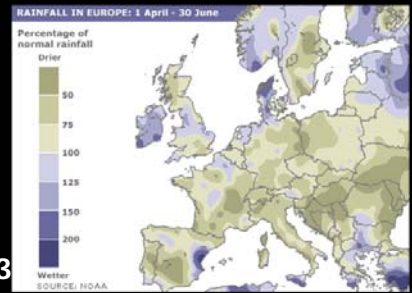 RAINFALL IN EUROPE: 1 April - 30 June
Percentage of
normal rainfall
Drier
50
75
100
125
150
200
Wetter
SOURCE: NOAA
3